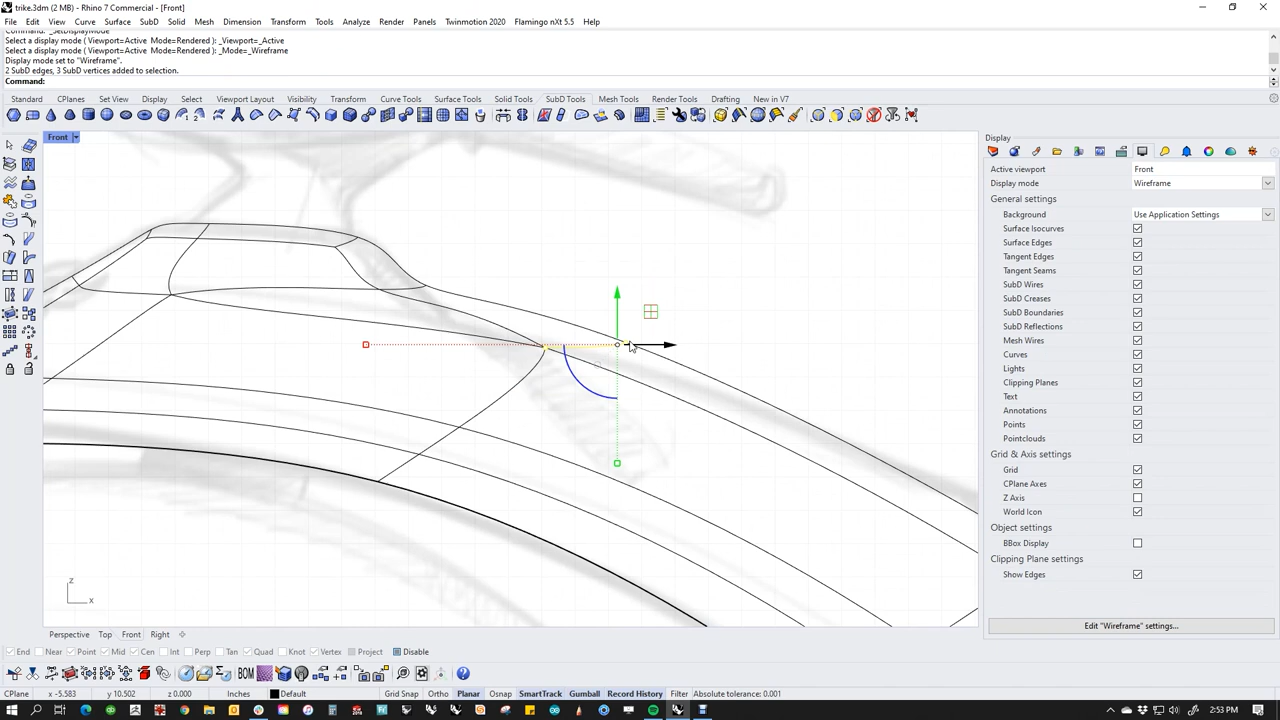 trike.3dm (2 MB) - Rhino 7 Commercial - [Front]
File Edit View Curve Surface SubD Solid Mesh Dimension Transform Tools Analyze Render Panels Twinmotion 2020 Flamingo nXt 5.5 Help
Command: _SetDisplayMode
Select a display mode ( Viewport=Active Mode=Rendered ): _Viewport=_Active
Select a display mode ( Viewport=Active Mode=Rendered ): _Mode=_Wireframe
Display mode set to "Wireframe".
2 SubD edges, 3 SubD vertices added to selection.
Command:
Standard CPlanes Set View Display Select Viewport Layout Visibility Transform Curve Tools Surface Tools Solid Tools SubD Tools Mesh Tools Render Tools Drafting New in V7
Front
Display
Active viewport Front
Display mode Wireframe
General settings
Background Use Application Settings
Surface Isocurves
Surface Edges
Tangent Edges
Tangent Seams
SubD Wires
SubD Creases
SubD Boundaries
SubD Reflections
Mesh Wires
Curves
Lights
Clipping Planes
Text
Annotations
Points
Pointclouds
Grid & Axis settings
Grid
CPlane Axes
Z Axis
World Icon
Object settings
BBox Display
Clipping Plane settings
Show Edges
Edit "Wireframe" settings...
z
x
Perspective Top Front Right
End Near Point Mid Cen Int Perp Tan Quad Knot Vertex Project Disable
BOM
CPlane x -5.583 y 10.502 z 0.000 Inches Default Grid Snap Ortho Planar Osnap SmartTrack Gumball Record History Filter Absolute tolerance: 0.001
2:53 PM